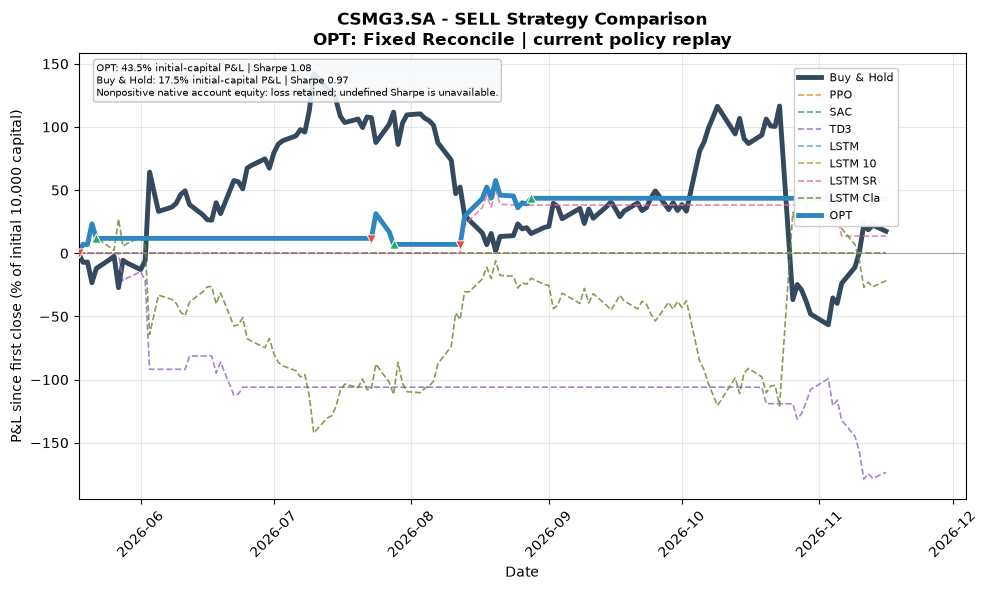 CSMG3.SA - SELL Strategy Comparison
OPT: Fixed Reconcile | current policy replay
OPT: 43.5% initial-capital P&L | Sharpe 1.08
Buy & Hold: 17.5% initial-capital P&L | Sharpe 0.97
Nonpositive native account equity: loss retained; undefined Sharpe is unavailable.
Buy & Hold
PPO
SAC
TD3
LSTM
LSTM 10
LSTM SR
LSTM Cla
OPT
P&L since first close (% of initial 10,000 capital)
150
100
50
0
−50
−100
−150
2026-06
2026-07
2026-08
2026-09
2026-10
2026-11
2026-12
Date